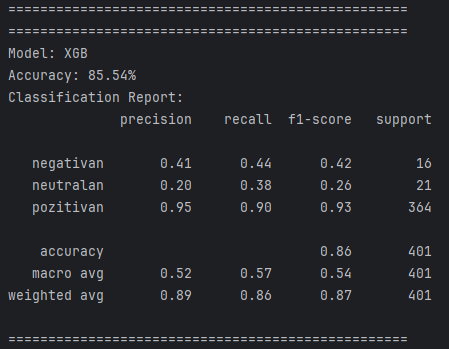 ==================================================
==================================================
Model: XGB
Accuracy: 85.54%
Classification Report:
              precision    recall  f1-score   support

   negativan       0.41      0.44      0.42        16
   neutralan       0.20      0.38      0.26        21
   pozitivan       0.95      0.90      0.93       364

    accuracy                           0.86       401
   macro avg       0.52      0.57      0.54       401
weighted avg       0.89      0.86      0.87       401

==================================================